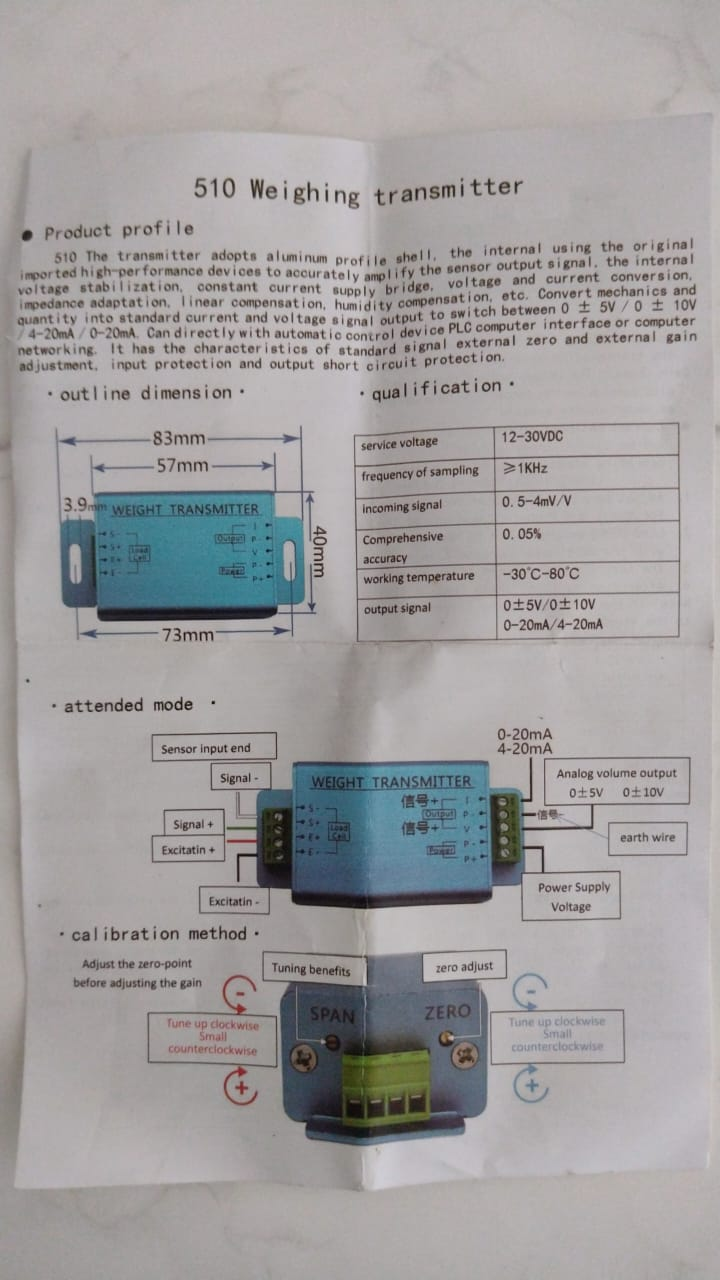 510 Weighing transmitter
● Product profile
510 The transmitter adopts aluminum profile shell, the internal using the original
imported high-performance devices to accurately amplify the sensor output signal, the internal
voltage stabilization, constant current supply bridge, voltage and current conversion,
impedance adaptation, linear compensation, humidity compensation, etc. Convert mechanics and
quantity into standard current and voltage signal output to switch between 0 ± 5V / 0 ± 10V
/ 4-20mA / 0-20mA. Can directly with automatic control device PLC computer interface or computer
networking. It has the characteristics of standard signal external zero and external gain
adjustment, input protection and output short circuit protection.
· outline dimension ·
83mm
57mm
3.9mm
WEIGHT TRANSMITTER
S-
S+
E+
E-
Load
Cell
Output
Power
I
P-
V
P-
P+
40mm
73mm
· qualification ·
service voltage 12-30VDC
frequency of sampling ≥1KHz
incoming signal 0. 5-4mV/V
Comprehensive
accuracy 0. 05%
working temperature -30℃-80℃
output signal 0±5V/0±10V
0-20mA/4-20mA
· attended mode ·
Sensor input end
Signal -
Signal +
Excitatin +
Excitatin -
WEIGHT TRANSMITTER
S-
S+
E+
E-
Load
Cell
信号+
Output
信号+
Power
I
P-
V
P-
P+
0-20mA
4-20mA
Analog volume output
0±5V 0±10V
信号-
earth wire
Power Supply
Voltage
· calibration method ·
Adjust the zero-point
before adjusting the gain
Tuning benefits
zero adjust
SPAN
ZERO
Tune up clockwise
Small
counterclockwise
Tune up clockwise
Small
counterclockwise